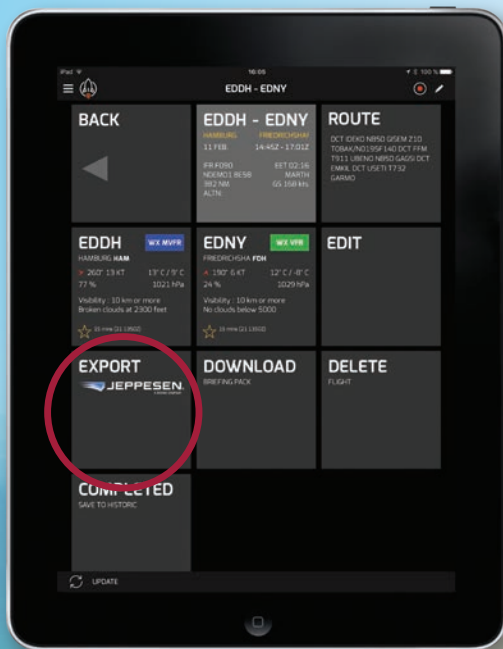 iPad
16:05
100 %
EDDH - EDNY
BACK
EDDH - EDNY
HAMBURG FRIEDRICHSHAF
11 FEB. 14:45Z - 17:01Z
IFR F090 EET 02:16
NDEMO1 BE58 MARTH
382 NM GS 168 kts.
ALTN:
ROUTE
DCT IDEKO N850 GISEM Z10
TOBAK/N0195F140 DCT FFM
T911 UBENO N850 GAGSI DCT
EMKIL DCT USETI T732
GARMO
EDDH WX MVFR
HAMBURG HAM
260° 13 KT 13° C / 9° C
77 % 1021 hPa
Visibility : 10 km or more
Broken clouds at 2300 feet
EDNY WX VFR
FRIEDRICHSHA FDH
190° 6 KT 12° C / -8° C
24 % 1029 hPa
Visibility : 10 km or more
No clouds below 5000
EDIT
EXPORT
JEPPESEN.
DOWNLOAD
BRIEFING PACK
DELETE
FLIGHT
COMPLETED
SAVE TO HISTORIC
UPDATE